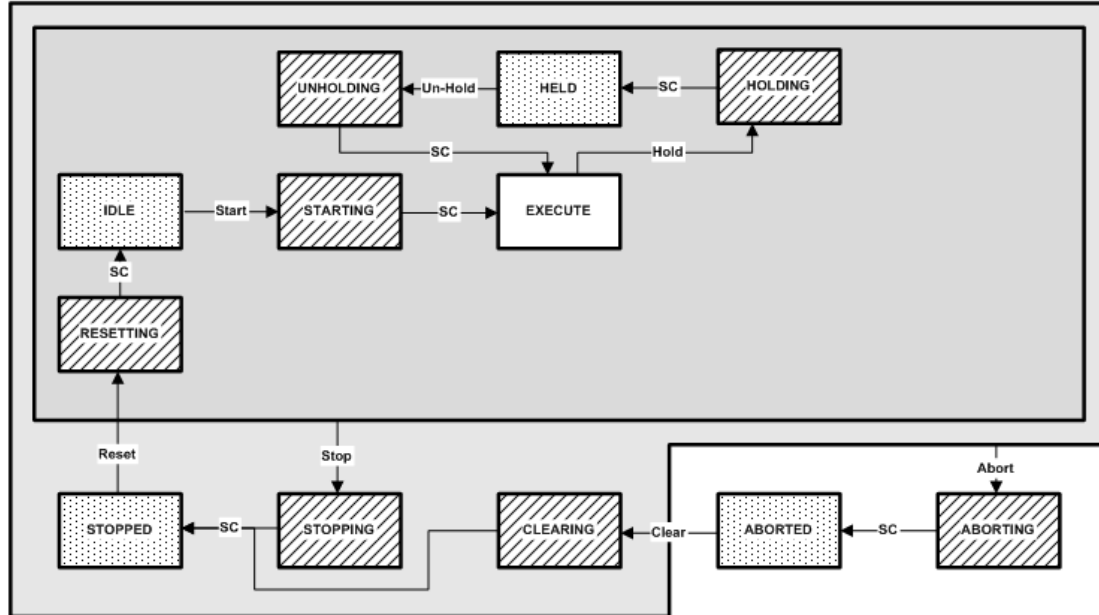 UNHOLDING
Un-Hold
HELD
SC
HOLDING
SC
Hold
IDLE
Start
STARTING
SC
EXECUTE
SC
RESETTING
Reset
Stop
Abort
STOPPED
SC
STOPPING
CLEARING
Clear
ABORTED
SC
ABORTING